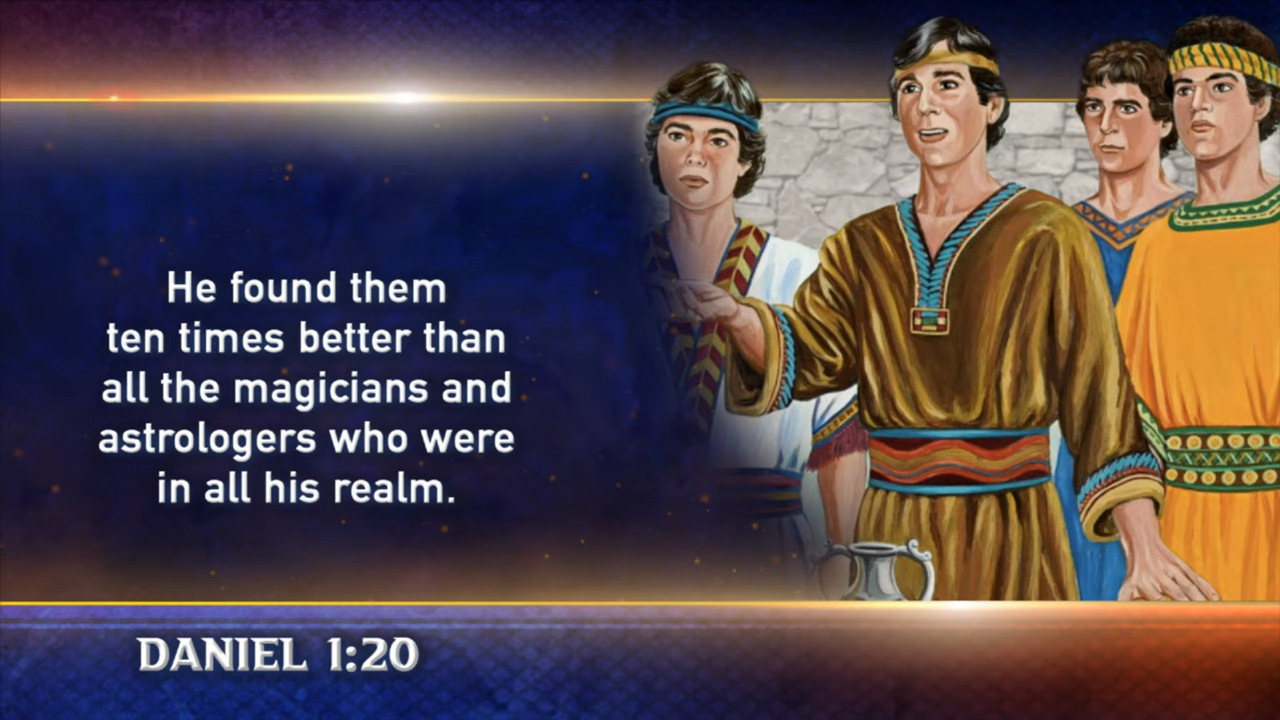 He found them
ten times better than
all the magicians and
astrologers who were
in all his realm.
DANIEL 1:20